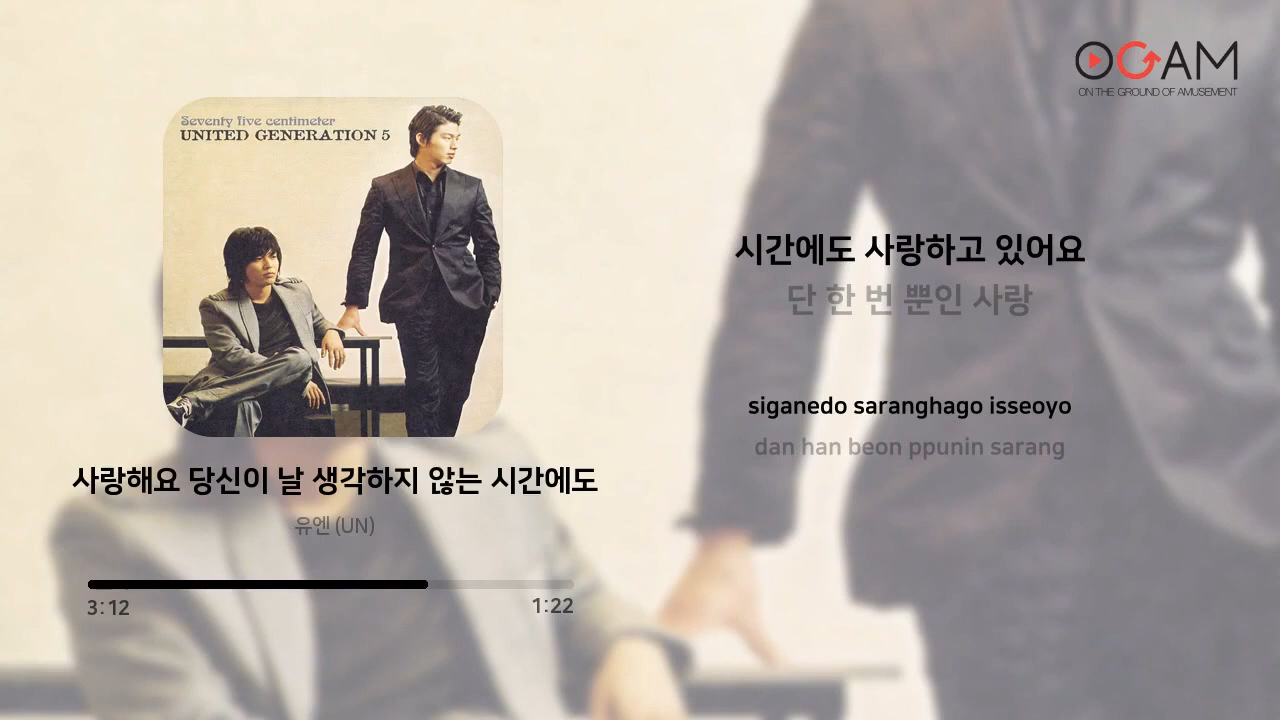 OGAM
ON THE GROUND OF AMUSEMENT
Seventy five centimeter
UNITED GENERATION 5
사랑해요 당신이 날 생각하지 않는 시간에도
유엔 (UN)
3:12
1:22
시간에도 사랑하고 있어요
단 한 번 뿐인 사랑
siganedo saranghago isseoyo
dan han beon ppunin sarang